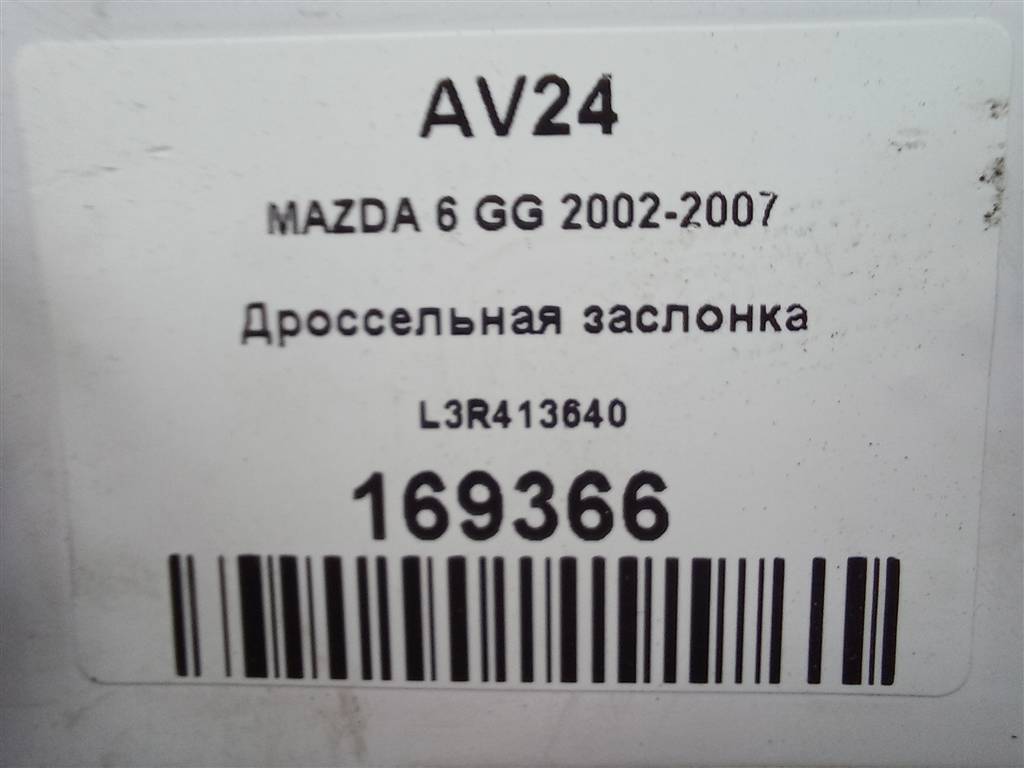 AV24
MAZDA 6 GG 2002-2007
Дроссельная заслонка
L3R413640
169366